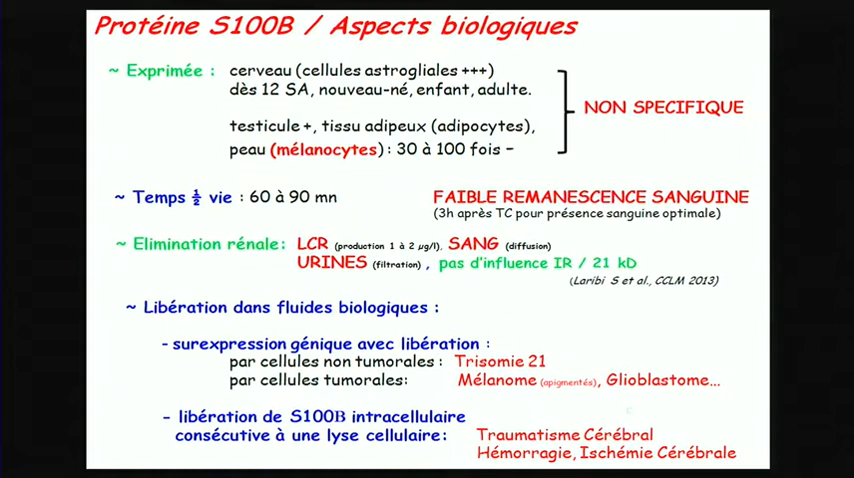 Protéine S100B / Aspects biologiques
~ Exprimée : cerveau (cellules astrogliales +++)
dès 12 SA, nouveau-né, enfant, adulte.
NON SPECIFIQUE
testicule +, tissu adipeux (adipocytes),
peau (mélanocytes) : 30 à 100 fois –
~ Temps ½ vie : 60 à 90 mn FAIBLE REMANESCENCE SANGUINE
(3h après TC pour présence sanguine optimale)
~ Elimination rénale : LCR (production 1 à 2 µg/l), SANG (diffusion)
URINES (filtration) , pas d'influence IR / 21 kD
(Laribi S et al., CCLM 2013)
~ Libération dans fluides biologiques :
- surexpression génique avec libération :
par cellules non tumorales : Trisomie 21
par cellules tumorales: Mélanome (apigmentés), Glioblastome...
- libération de S100B intracellulaire
consécutive à une lyse cellulaire: Traumatisme Cérébral
Hémorragie, Ischémie Cérébrale